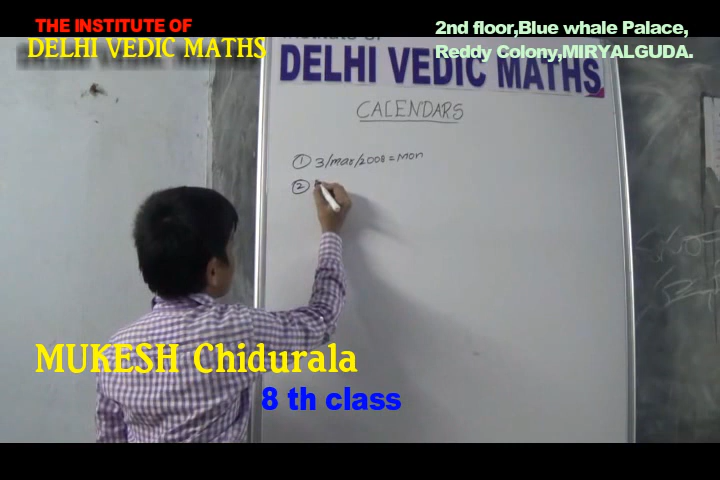 THE INSTITUTE OF
DELHI VEDIC MATHS
2nd floor,Blue whale Palace,
Reddy Colony,MIRYALGUDA.
DELHI VEDIC MATHS
CALENDARS
① 3/mar/2008 = Mon
②
MUKESH Chidurala
8 th class